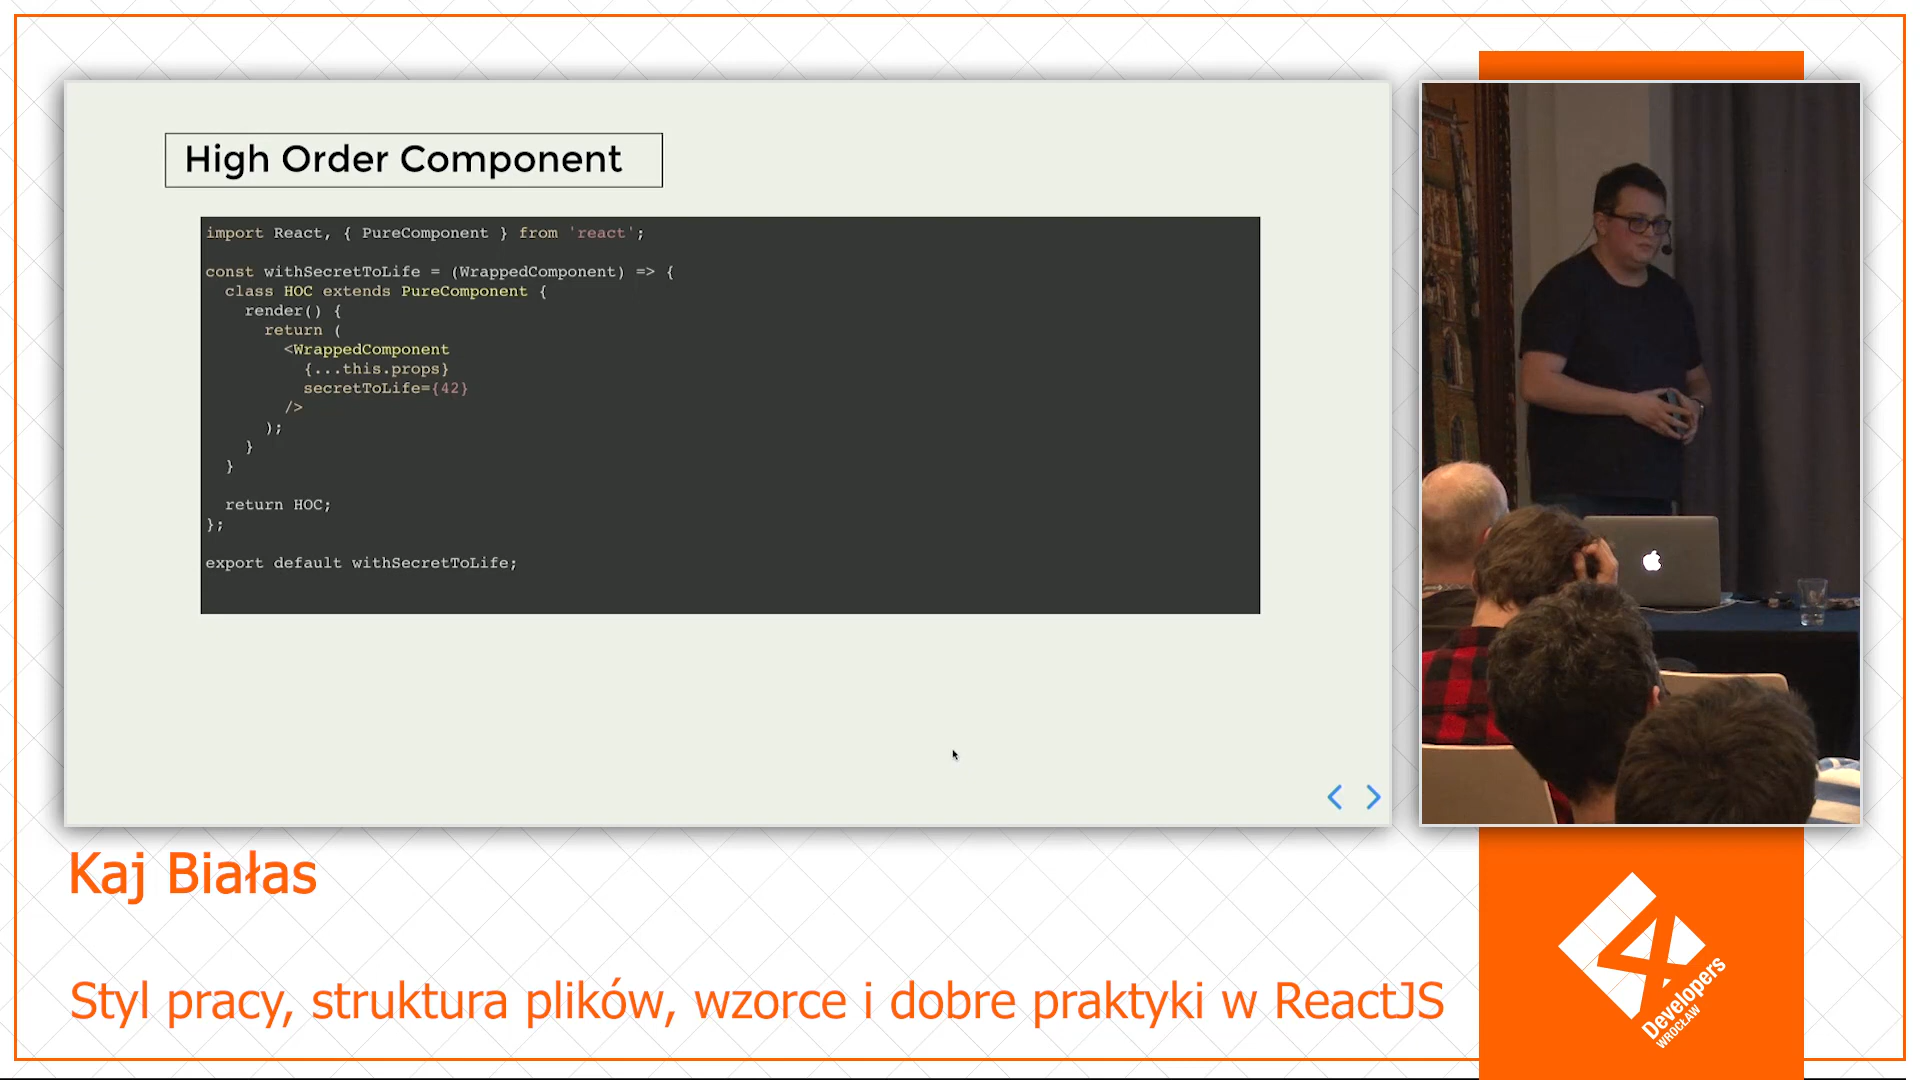 High Order Component
import React, { PureComponent } from 'react';
const withSecretToLife = (WrappedComponent) => {
class HOC extends PureComponent {
render() {
return (
<WrappedComponent
{...this.props}
secretToLife={42}
/>
);
}
}
return HOC;
};
export default withSecretToLife;
Kaj Białas
Styl pracy, struktura plików, wzorce i dobre praktyki w ReactJS
4
Developers
WROCŁAW